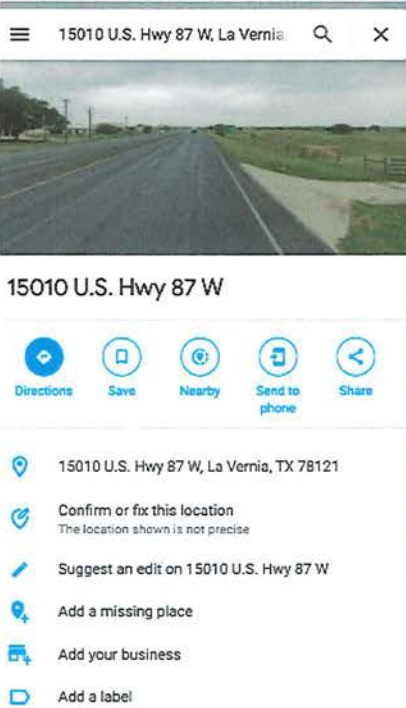 15010 U.S. Hwy 87 W, La Vernia
15010 U.S. Hwy 87 W
Directions
Save
Nearby
Send to
phone
Share
15010 U.S. Hwy 87 W, La Vernia, TX 78121
Confirm or fix this location
The location shown is not precise
Suggest an edit on 15010 U.S. Hwy 87 W
Add a missing place
Add your business
Add a label